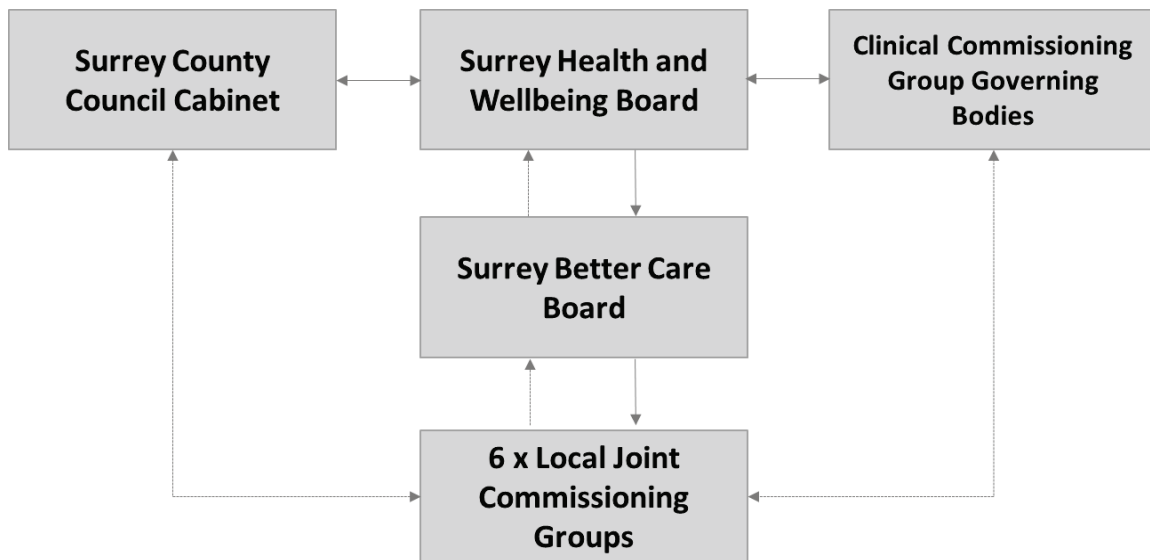 Surrey County
Council Cabinet
Surrey Health and
Wellbeing Board
Clinical Commissioning
Group Governing
Bodies
Surrey Better Care
Board
6 x Local Joint
Commissioning
Groups